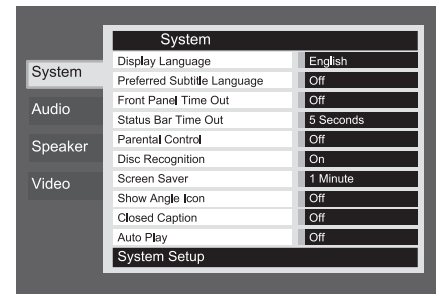 System
Audio
Speaker
Video
System
Display Language English
Preferred Subtitle Language Off
Front Panel Time Out Off
Status Bar Time Out 5 Seconds
Parental Control Off
Disc Recognition On
Screen Saver 1 Minute
Show Angle Icon Off
Closed Caption Off
Auto Play Off
System Setup